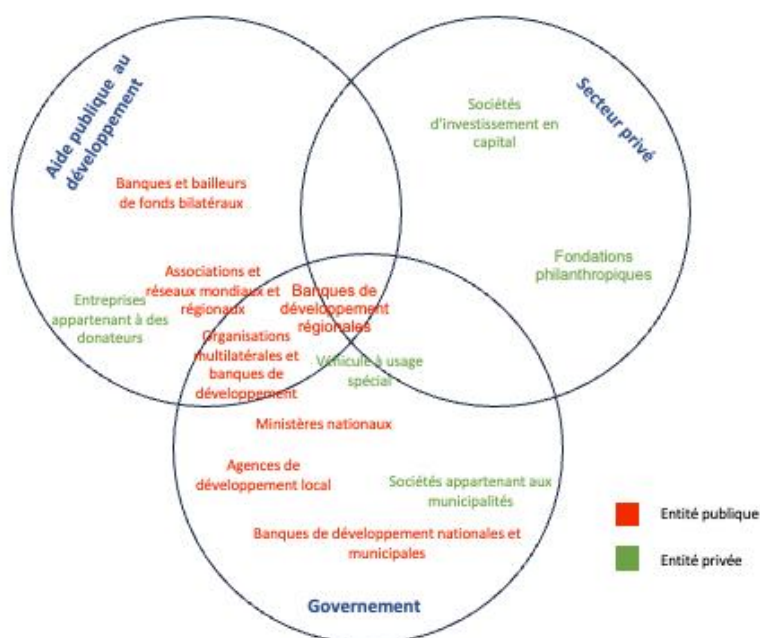 Aide publique au
développement
Secteur privé
Sociétés
d'investissement en
capital
Banques et bailleurs
de fonds bilatéraux
Fondations
philanthropiques
Associations et
réseaux mondiaux et
régionaux
Banques de
développement
régionales
Entreprises
appartenant à des
donateurs
Organisations
multilatérales et
banques de
développement
Véhicule à usage
spécial
Ministères nationaux
Agences de
développement local
Sociétés appartenant aux
municipalités
Banques de développement nationales et
municipales
Governement
Entité publique
Entité privée